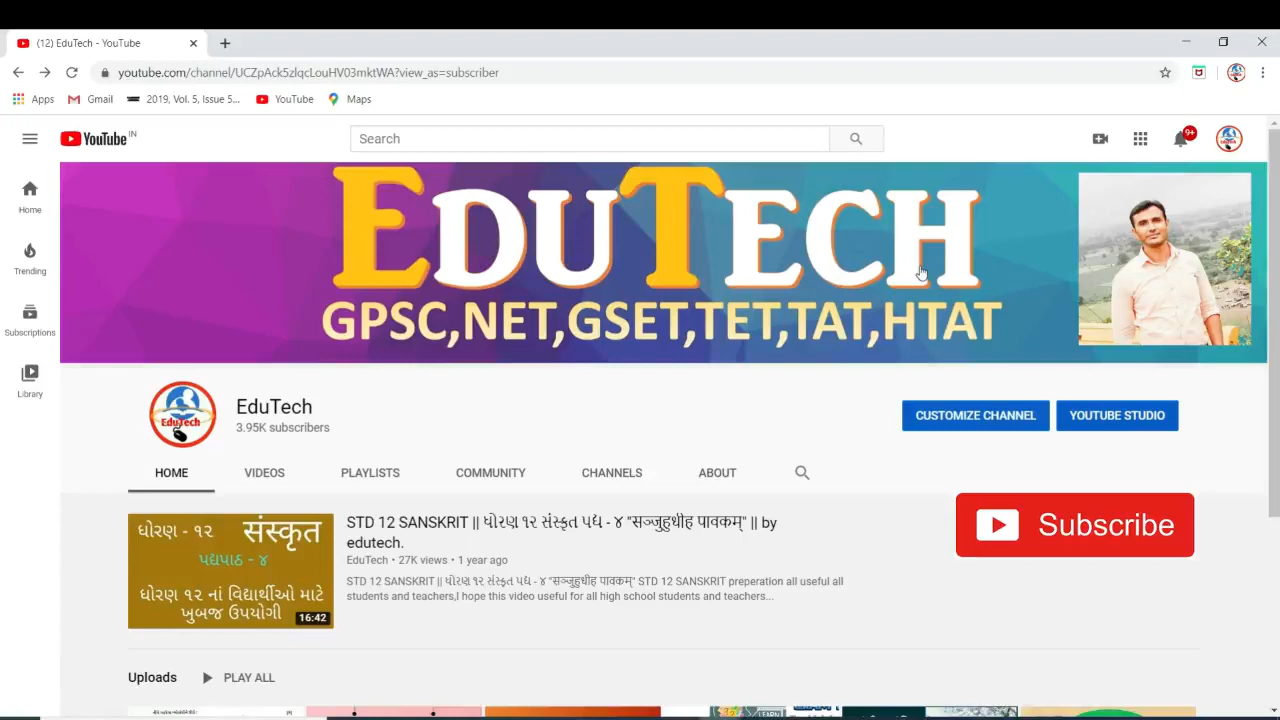 (12) EduTech - YouTube
youtube.com/channel/UCZpAck5zlqcLouHV03mktWA?view_as=subscriber
Apps Gmail 2019, Vol. 5, Issue 5... YouTube Maps
YouTube IN
Search
9+
EDUTECH
GPSC,NET,GSET,TET,TAT,HTAT
Home
Trending
Subscriptions
Library
EduTech
EduTech
3.95K subscribers
CUSTOMIZE CHANNEL YOUTUBE STUDIO
HOME VIDEOS PLAYLISTS COMMUNITY CHANNELS ABOUT
ધોરણ - ૧૨ संस्कृत
પદ્યપાઠ - ૪
ધોરણ ૧૨ નાં વિદ્યાર્થીઓ માટે
ખુબજ ઉપયોગી
16:42
STD 12 SANSKRIT || ધોરણ ૧૨ સંસ્કૃત પદ્ય - ૪ "सञ्जुहुधीह पावकम्" || by
edutech.
EduTech • 27K views • 1 year ago
STD 12 SANSKRIT || ધોરણ ૧૨ સંસ્કૃત પદ્ય - ૪ "सञ्जुहुधीह पावकम्" STD 12 SANSKRIT preperation all useful all
students and teachers,I hope this video useful for all high school students and teachers...
Subscribe
Uploads PLAY ALL